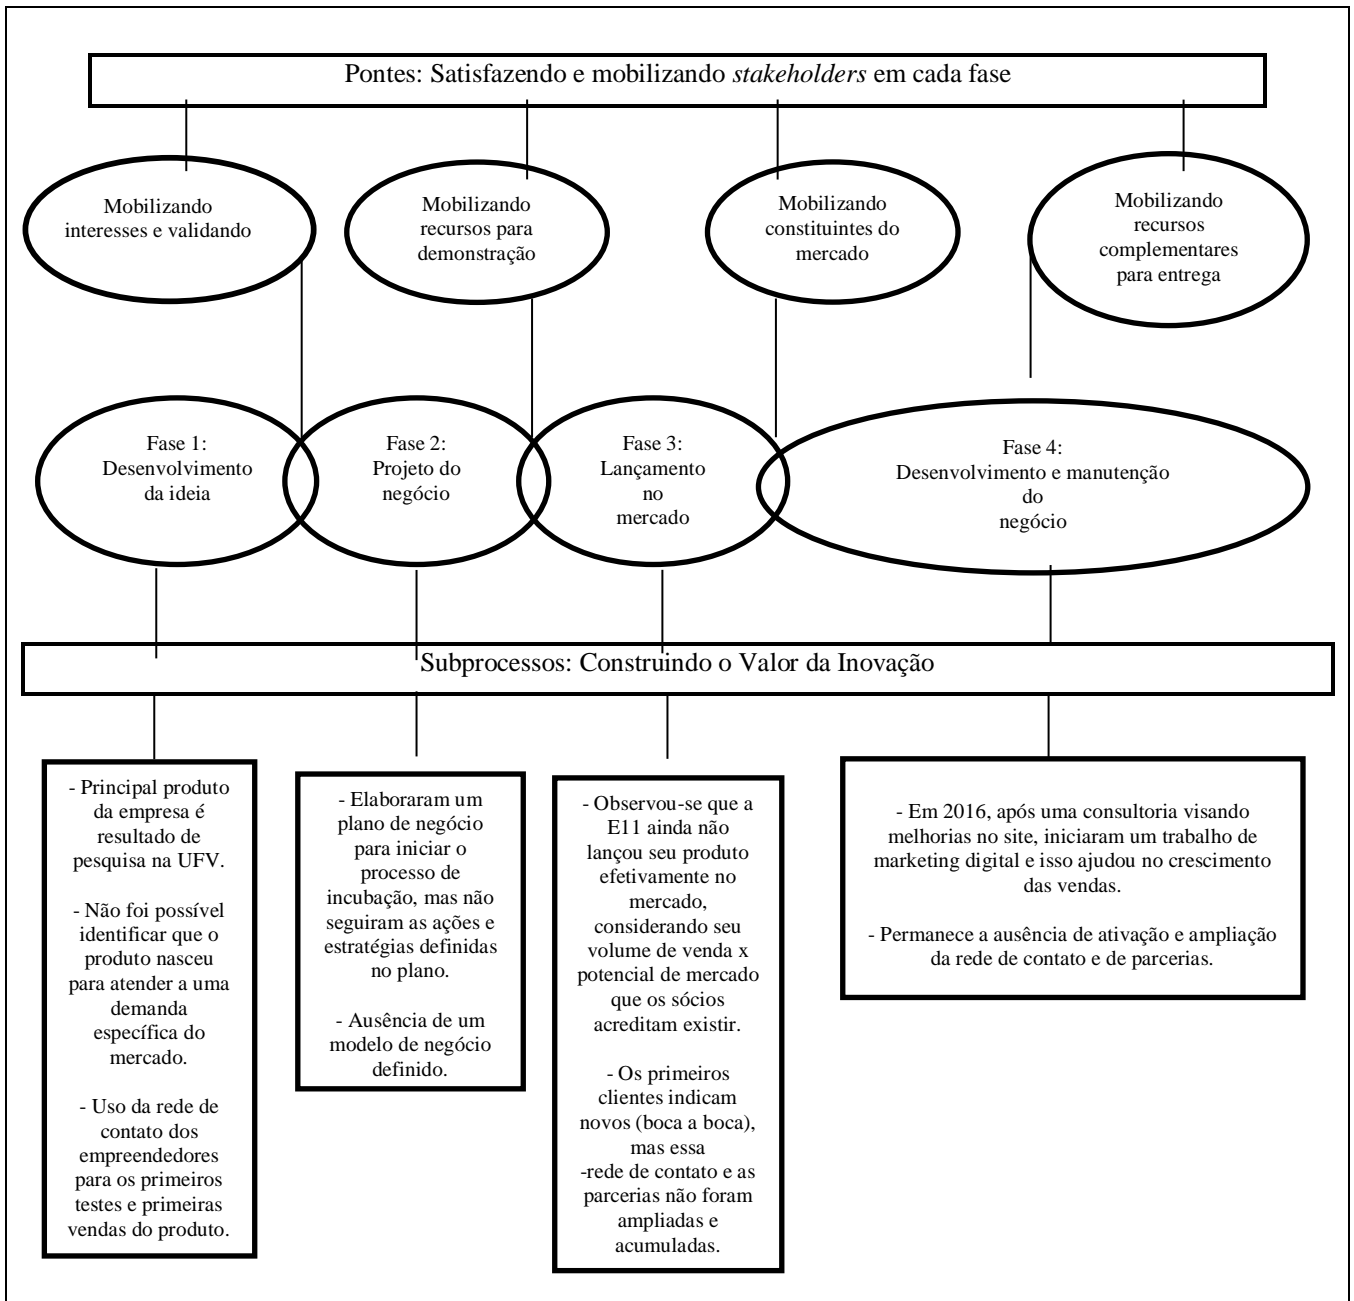 Pontes: Satisfazendo e mobilizando stakeholders em cada fase
Mobilizando
interesses e validando
Mobilizando
recursos para
demonstração
Mobilizando
constituintes do
mercado
Mobilizando
recursos
complementares
para entrega
Fase 1:
Desenvolvimento
da ideia
Fase 2:
Projeto do
negócio
Fase 3:
Lançamento
no
mercado
Fase 4:
Desenvolvimento e manutenção
do
negócio
Subprocessos: Construindo o Valor da Inovação
- Principal produto
da empresa é
resultado de
pesquisa na UFV.
- Não foi possível
identificar que o
produto nasceu
para atender a uma
demanda
específica do
mercado.
- Uso da rede de
contato dos
empreendedores
para os primeiros
testes e primeiras
vendas do produto.
- Elaboraram um
plano de negócio
para iniciar o
processo de
incubação, mas não
seguiram as ações e
estratégias definidas
no plano.
- Ausência de um
modelo de negócio
definido.
- Observou-se que a
E11 ainda não
lançou seu produto
efetivamente no
mercado,
considerando seu
volume de venda x
potencial de mercado
que os sócios
acreditam existir.
- Os primeiros
clientes indicam
novos (boca a boca),
mas essa
-rede de contato e as
parcerias não foram
ampliadas e
acumuladas.
- Em 2016, após uma consultoria visando
melhorias no site, iniciaram um trabalho de
marketing digital e isso ajudou no crescimento
das vendas.
- Permanece a ausência de ativação e ampliação
da rede de contato e de parcerias.